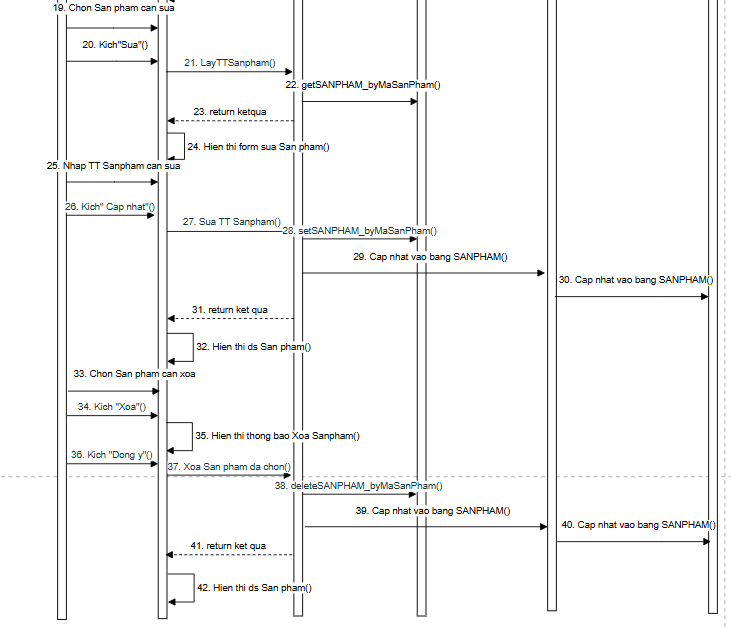 19. Chon San pham can sua
20. Kich"Sua"()
21. LayTTSanpham()
22. getSANPHAM_byMaSanPham()
23. return ketqua
24. Hien thi form sua San pham()
25. Nhap TT Sanpham can sua
26. Kich" Cap nhat"()
27. Sua TT Sanpham()
28. setSANPHAM_byMaSanPham()
29. Cap nhat vao bang SANPHAM()
30. Cap nhat vao bang SANPHAM()
31. return ket qua
32. Hien thi ds San pham()
33. Chon San pham can xoa
34. Kich "Xoa"()
35. Hien thi thong bao Xoa Sanpham()
36. Kich "Dong y"()
37. Xoa San pham da chon()
38. deleteSANPHAM_byMaSanPham()
39. Cap nhat vao bang SANPHAM()
40. Cap nhat vao bang SANPHAM()
41. return ket qua
42. Hien thi ds San pham()